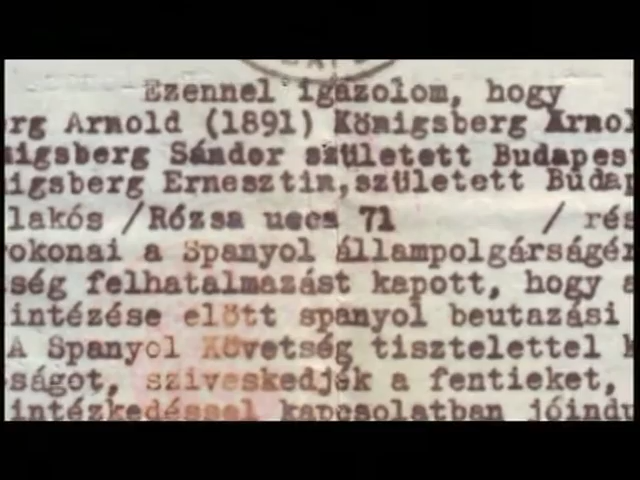 Ezennel igazolom, hogy
rg Arnold (1891) Königsberg Arnol
igsberg Sándor született Budapes
igsberg Ernesztin, született Budap
lakós /Rózsa ucca 71 / rés
okonai a Spanyol állampolgárságér
ség felhatalmazást kapott, hogy a
intézése előtt spanyol beutazási
A Spanyol Követség tisztelettel k
ságot, sziveskedjék a fentieket,
intézkedéssel kapcsolatban jóindu